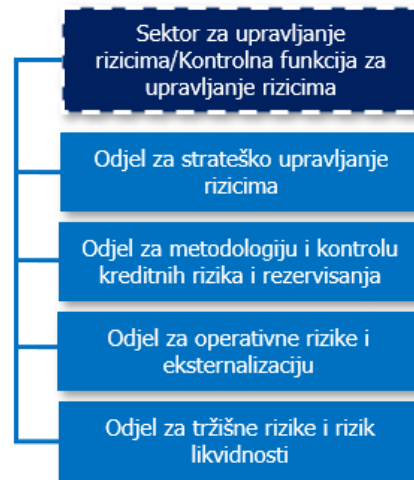 Sektor za upravljanje
rizicima/Kontrolna funkcija za
upravljanje rizicima
Odjel za strateško upravljanje
rizicima
Odjel za metodologiju i kontrolu
kreditnih rizika i rezervisanja
Odjel za operativne rizike i
eksternalizaciju
Odjel za tržišne rizike i rizik
likvidnosti